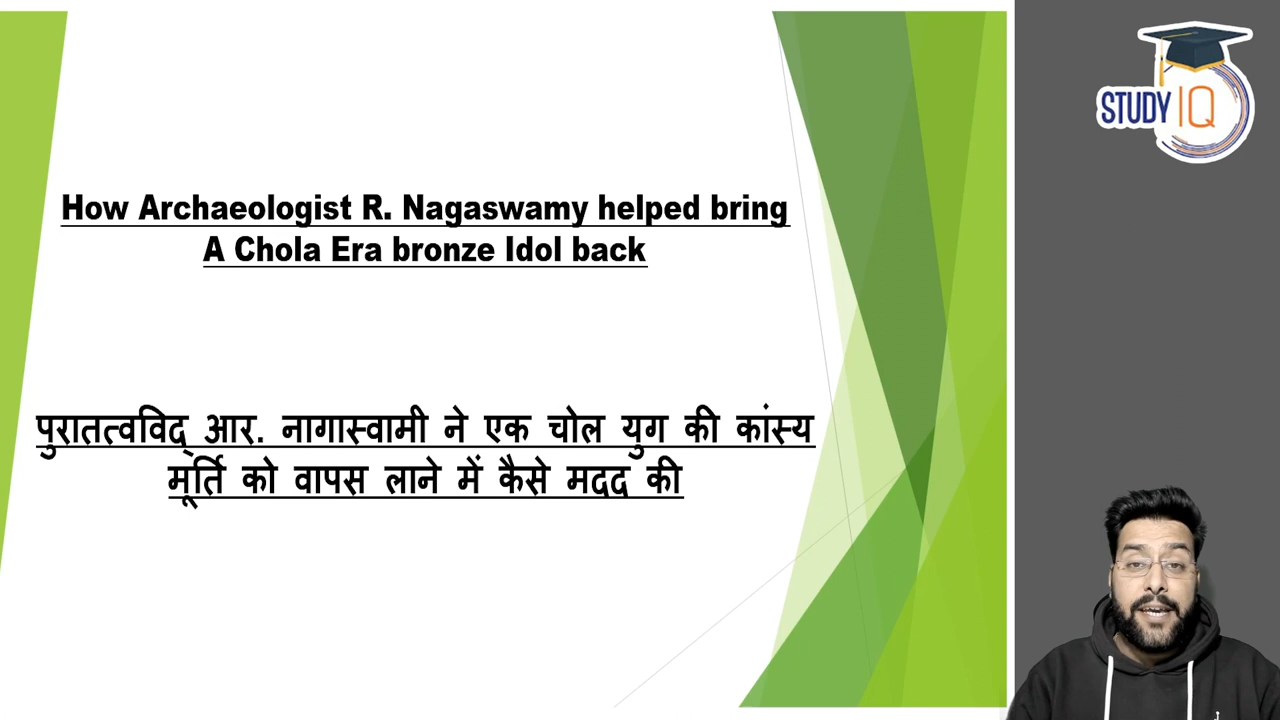 How Archaeologist R. Nagaswamy helped bring
A Chola Era bronze Idol back
पुरातत्वविद् आर. नागास्वामी ने एक चोल युग की कांस्य
मूर्ति को वापस लाने में कैसे मदद की
STUDY IQ